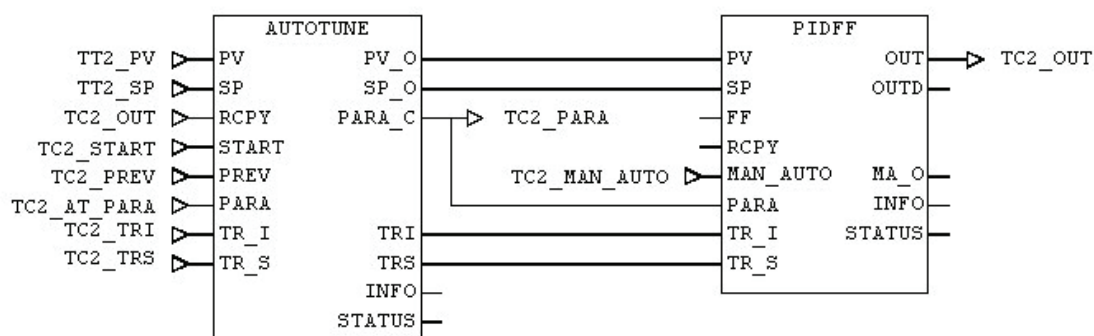 AUTOTUNE PIDFF
TT2_PV PV PV_O PV OUT TC2_OUT
TT2_SP SP SP_O SP OUTD
TC2_OUT RCPY PARA_C TC2_PARA FF
TC2_START START RCPY
TC2_PREV PREV TC2_MAN_AUTO MAN_AUTO MA_O
TC2_AT_PARA PARA PARA INFO
TC2_TRI TR_I TRI TR_I STATUS
TC2_TRS TR_S TRS TR_S
INFO
STATUS